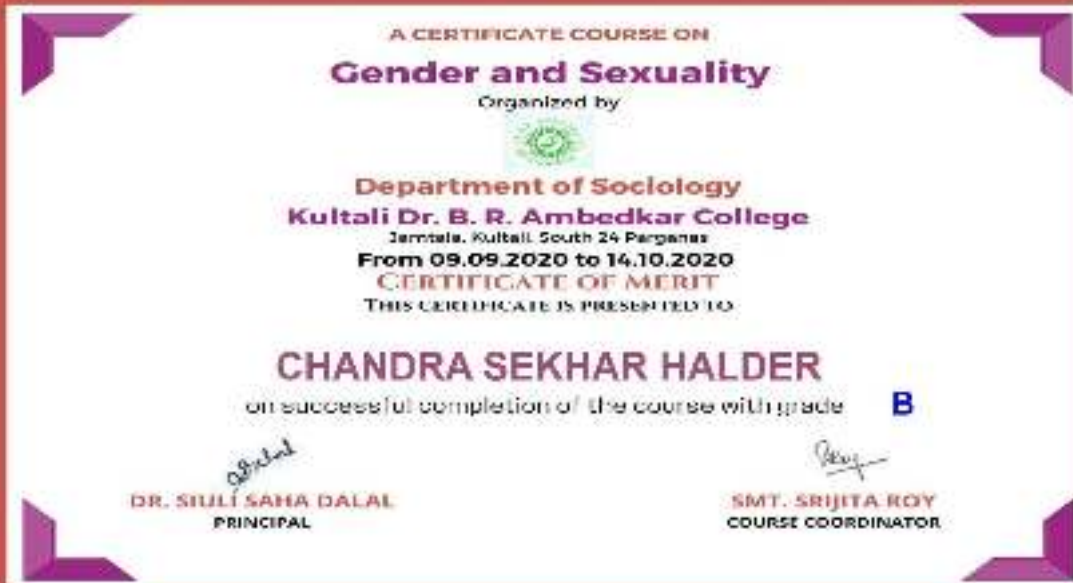 A CERTIFICATE COURSE ON
Gender and Sexuality
Organized by
Department of Sociology
Kultali Dr. B. R. Ambedkar College
Jamtala, Kultali, South 24 Parganas
From 09.09.2020 to 14.10.2020
CERTIFICATE OF MERIT
THIS CERTIFICATE IS PRESENTED TO
CHANDRA SEKHAR HALDER
on successful completion of the course with grade B
DR. SIULI SAHA DALAL
PRINCIPAL
SMT. SRIJITA ROY
COURSE COORDINATOR